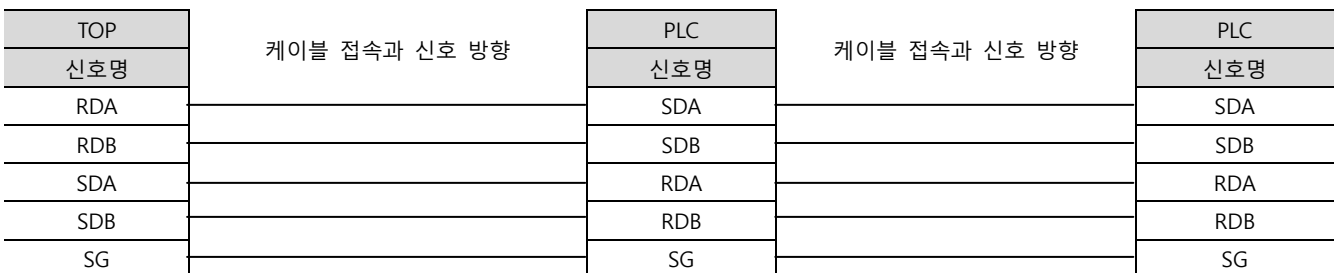 TOP 케이블 접속과 신호 방향 PLC 케이블 접속과 신호 방향 PLC
신호명 신호명 신호명
RDA SDA SDA
RDB SDB SDB
SDA RDA RDA
SDB RDB RDB
SG SG SG